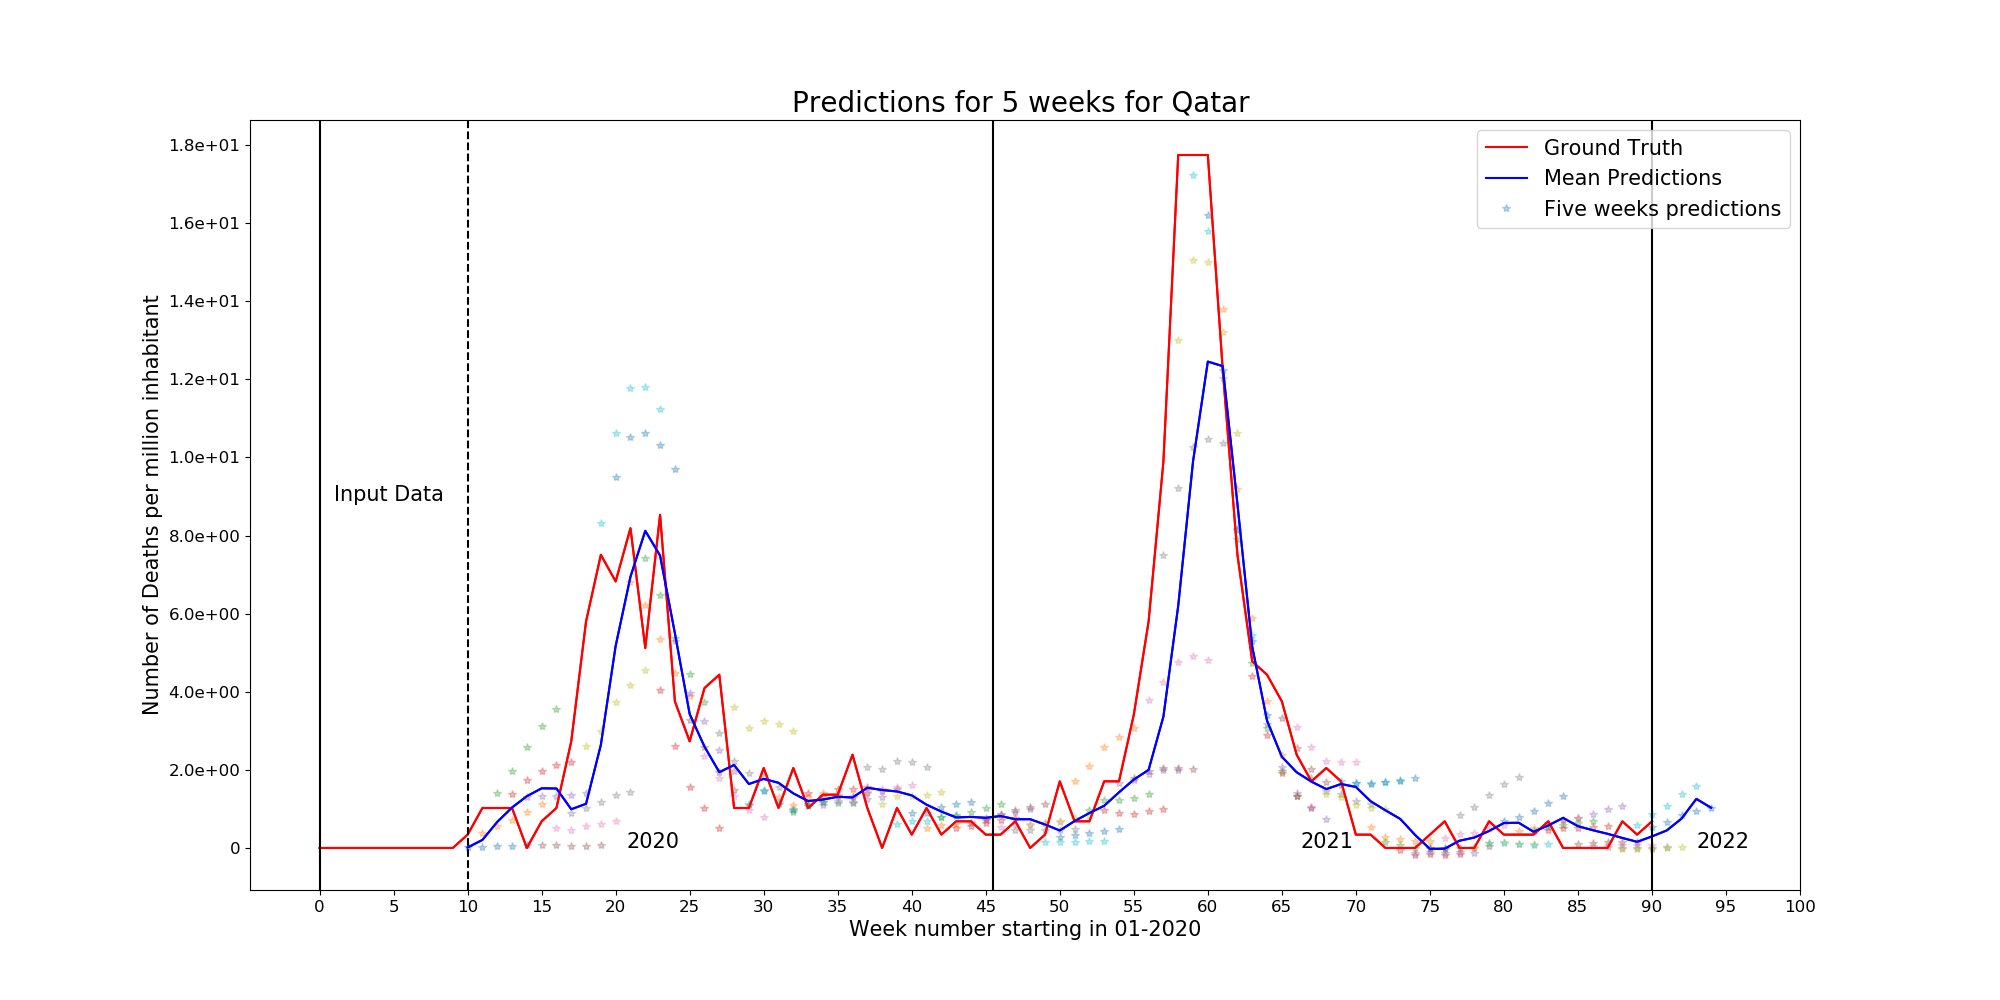 Predictions for 5 weeks for Qatar
Number of Deaths per million inhabitant
1.8e+01
1.6e+01
1.4e+01
1.2e+01
1.0e+01
8.0e+00
6.0e+00
4.0e+00
2.0e+00
0
Ground Truth
Mean Predictions
Five weeks predictions
Input Data
2020
2021
2022
0 5 10 15 20 25 30 35 40 45 50 55 60 65 70 75 80 85 90 95 100
Week number starting in 01-2020